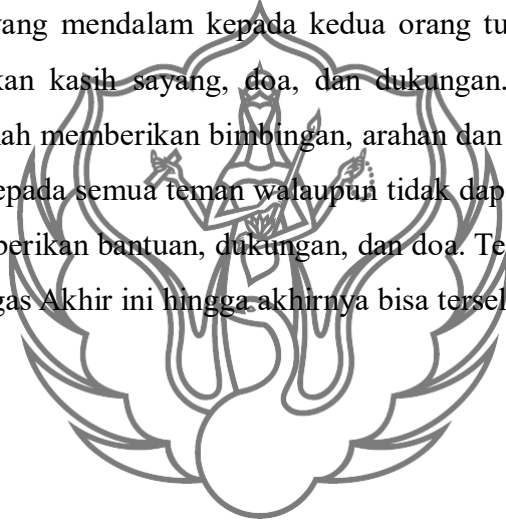 yang mendalam kepada kedua orang tu
kan kasih sayang, doa, dan dukungan.
ah memberikan bimbingan, arahan dan
epada semua teman walaupun tidak dap
berikan bantuan, dukungan, dan doa. Te
gas Akhir ini hingga akhirnya bisa tersel